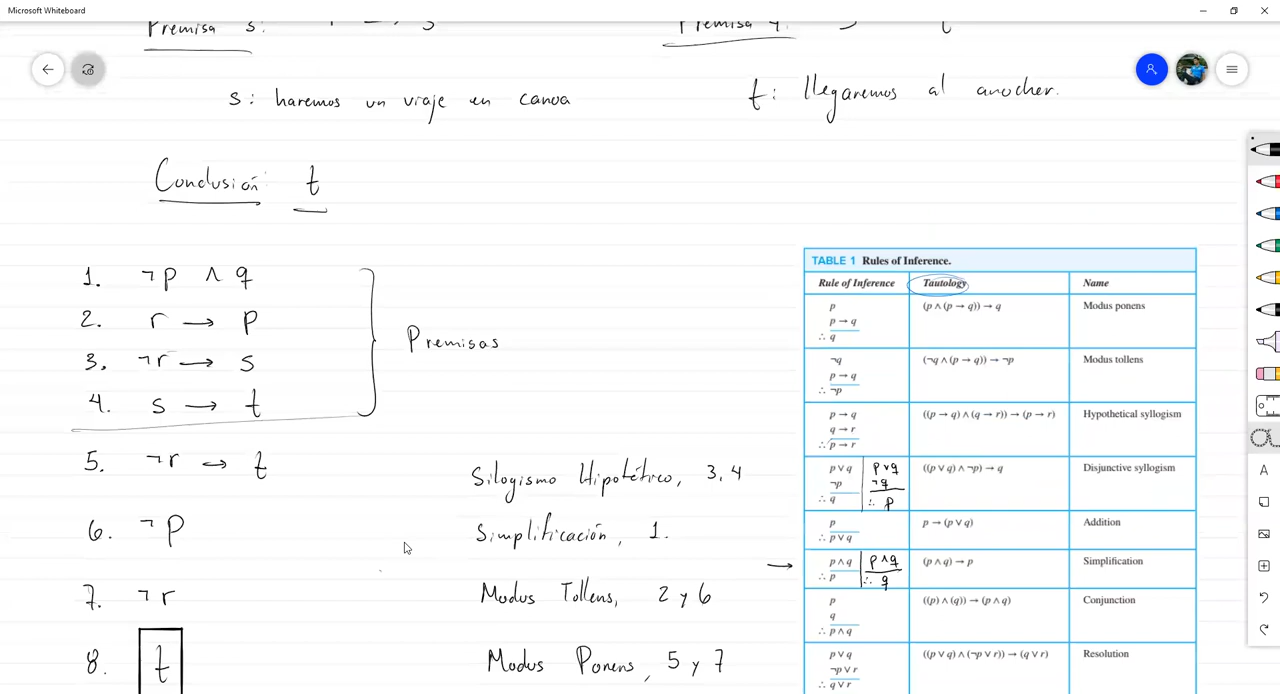 Microsoft Whiteboard
Premisa 3: s
Premisa 4: s t
s: haremos un viaje en canoa
t: llegaremos al anocher.
Conclusión: t
1. ¬p ∧ q
2. r → p
3. ¬r → s
4. s → t
Premisas
5. ¬r → t Silogismo Hipotético, 3, 4
6. ¬p Simplificación, 1.
7. ¬r Modus Tollens, 2 y 6
8. t Modus Ponens, 5 y 7
TABLE 1 Rules of Inference.
Rule of Inference Tautology Name
p
p → q
∴ q
(p ∧ (p → q)) → q
Modus ponens
¬q
p → q
∴ ¬p
(¬q ∧ (p → q)) → ¬p
Modus tollens
p → q
q → r
∴ p → r
((p → q) ∧ (q → r)) → (p → r)
Hypothetical syllogism
p ∨ q
¬p
∴ q
p ∨ q
¬q
∴ p
((p ∨ q) ∧ ¬p) → q
Disjunctive syllogism
p
∴ p ∨ q
p → (p ∨ q)
Addition
p ∧ q
∴ p
p ∧ q
∴ q
(p ∧ q) → p
Simplification
p
q
∴ p ∧ q
((p) ∧ (q)) → (p ∧ q)
Conjunction
p ∨ q
¬p ∨ r
∴ q ∨ r
((p ∨ q) ∧ (¬p ∨ r)) → (q ∨ r)
Resolution
A